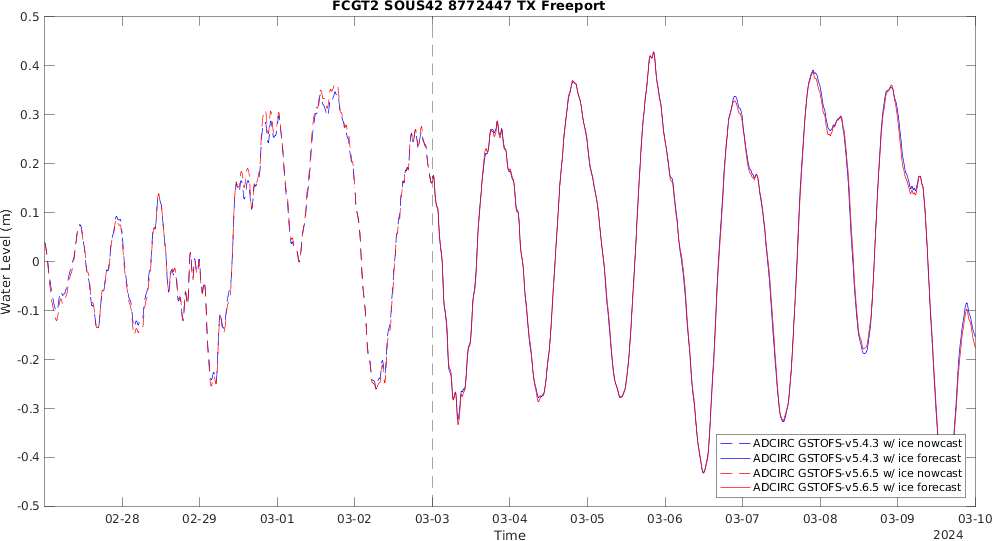 FCGT2 SOUS42 8772447 TX Freeport
0.5
0.4
0.3
0.2
0.1
0
-0.1
-0.2
-0.3
-0.4
-0.5
Water Level (m)
ADCIRC GSTOFS-v5.4.3 w/ ice nowcast
ADCIRC GSTOFS-v5.4.3 w/ ice forecast
ADCIRC GSTOFS-v5.6.5 w/ ice nowcast
ADCIRC GSTOFS-v5.6.5 w/ ice forecast
02-28 02-29 03-01 03-02 03-03 03-04 03-05 03-06 03-07 03-08 03-09 03-10
Time
2024